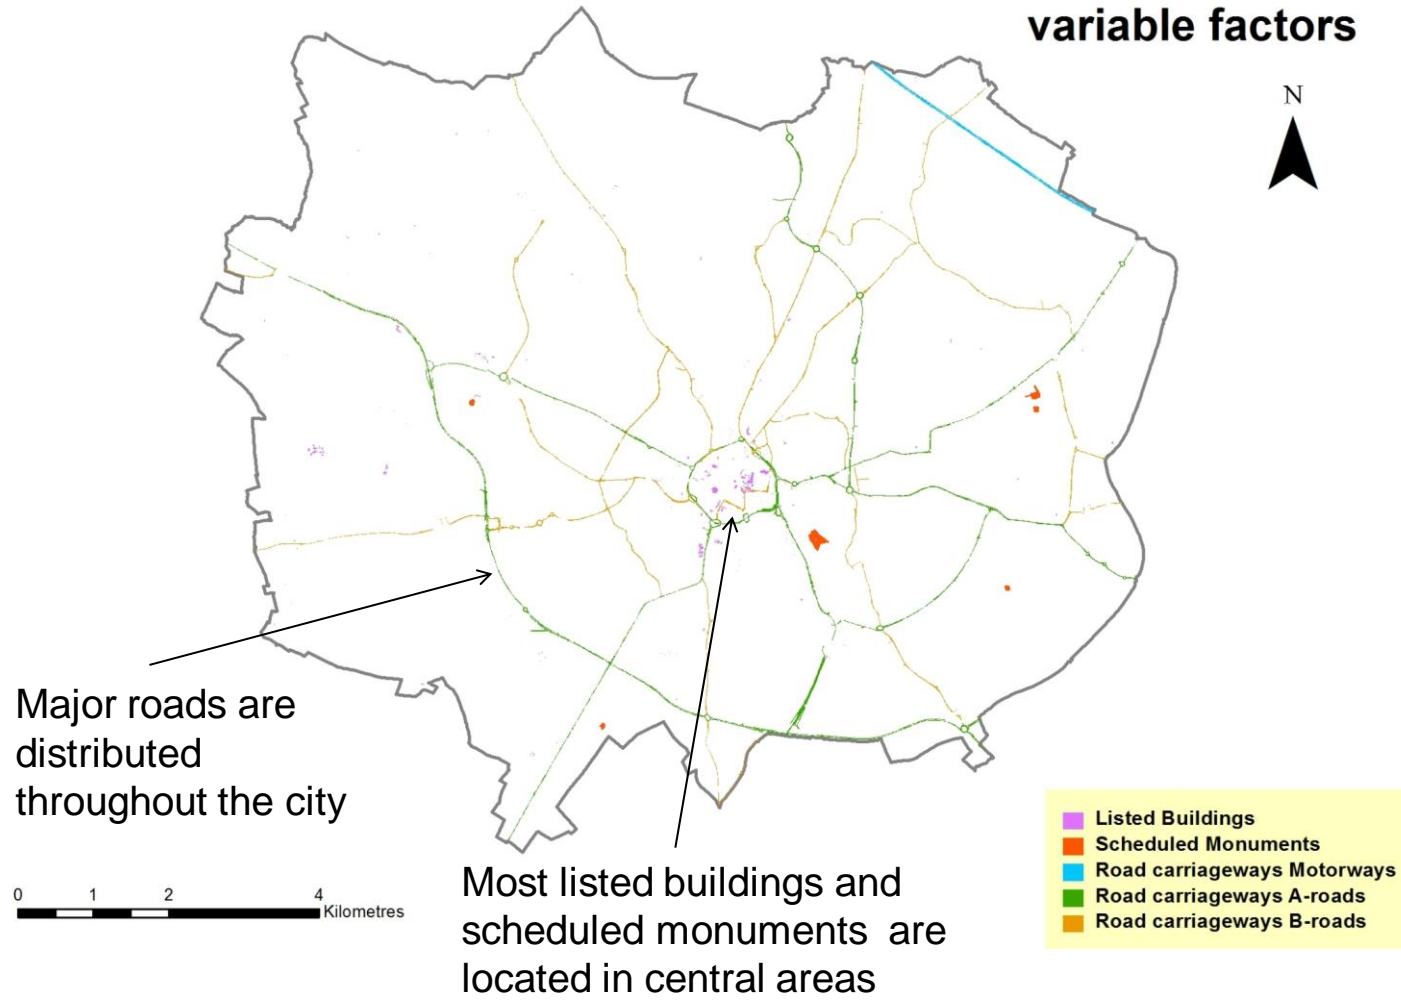 variable factors
N
Major roads are
distributed
throughout the city
0 1 2 4
Kilometres
Most listed buildings and
scheduled monuments are
located in central areas
Listed Buildings
Scheduled Monuments
Road carriageways Motorways
Road carriageways A-roads
Road carriageways B-roads